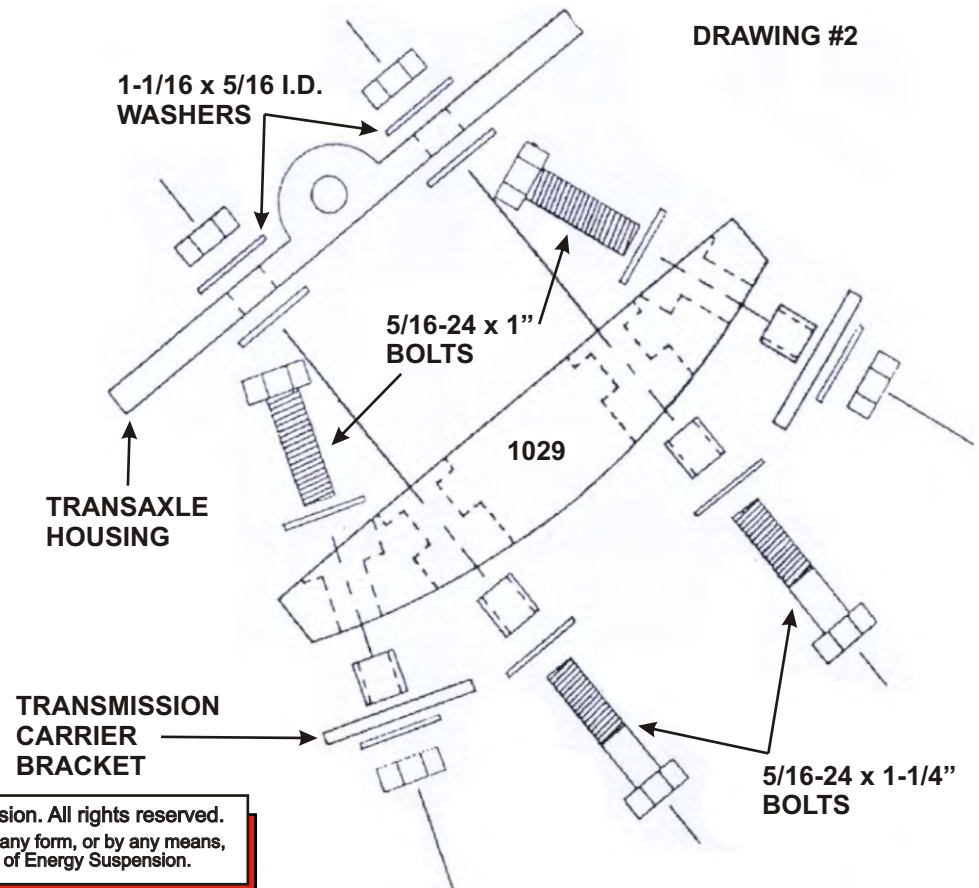 DRAWING #2
1-1/16 x 5/16 I.D.
WASHERS
5/16-24 x 1”
BOLTS
1029
TRANSAXLE
HOUSING
TRANSMISSION
CARRIER
BRACKET
5/16-24 x 1-1/4”
BOLTS
sion. All rights reserved.
any form, or by any means,
of Energy Suspension.